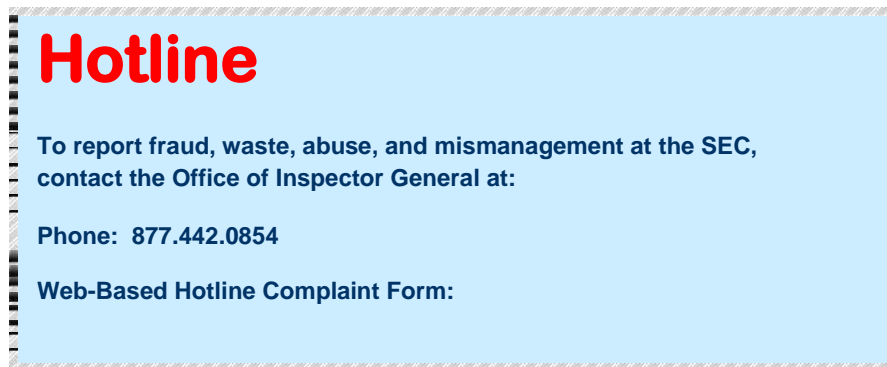 Hotline
To report fraud, waste, abuse, and mismanagement at the SEC,
contact the Office of Inspector General at:
Phone: 877.442.0854
Web-Based Hotline Complaint Form: